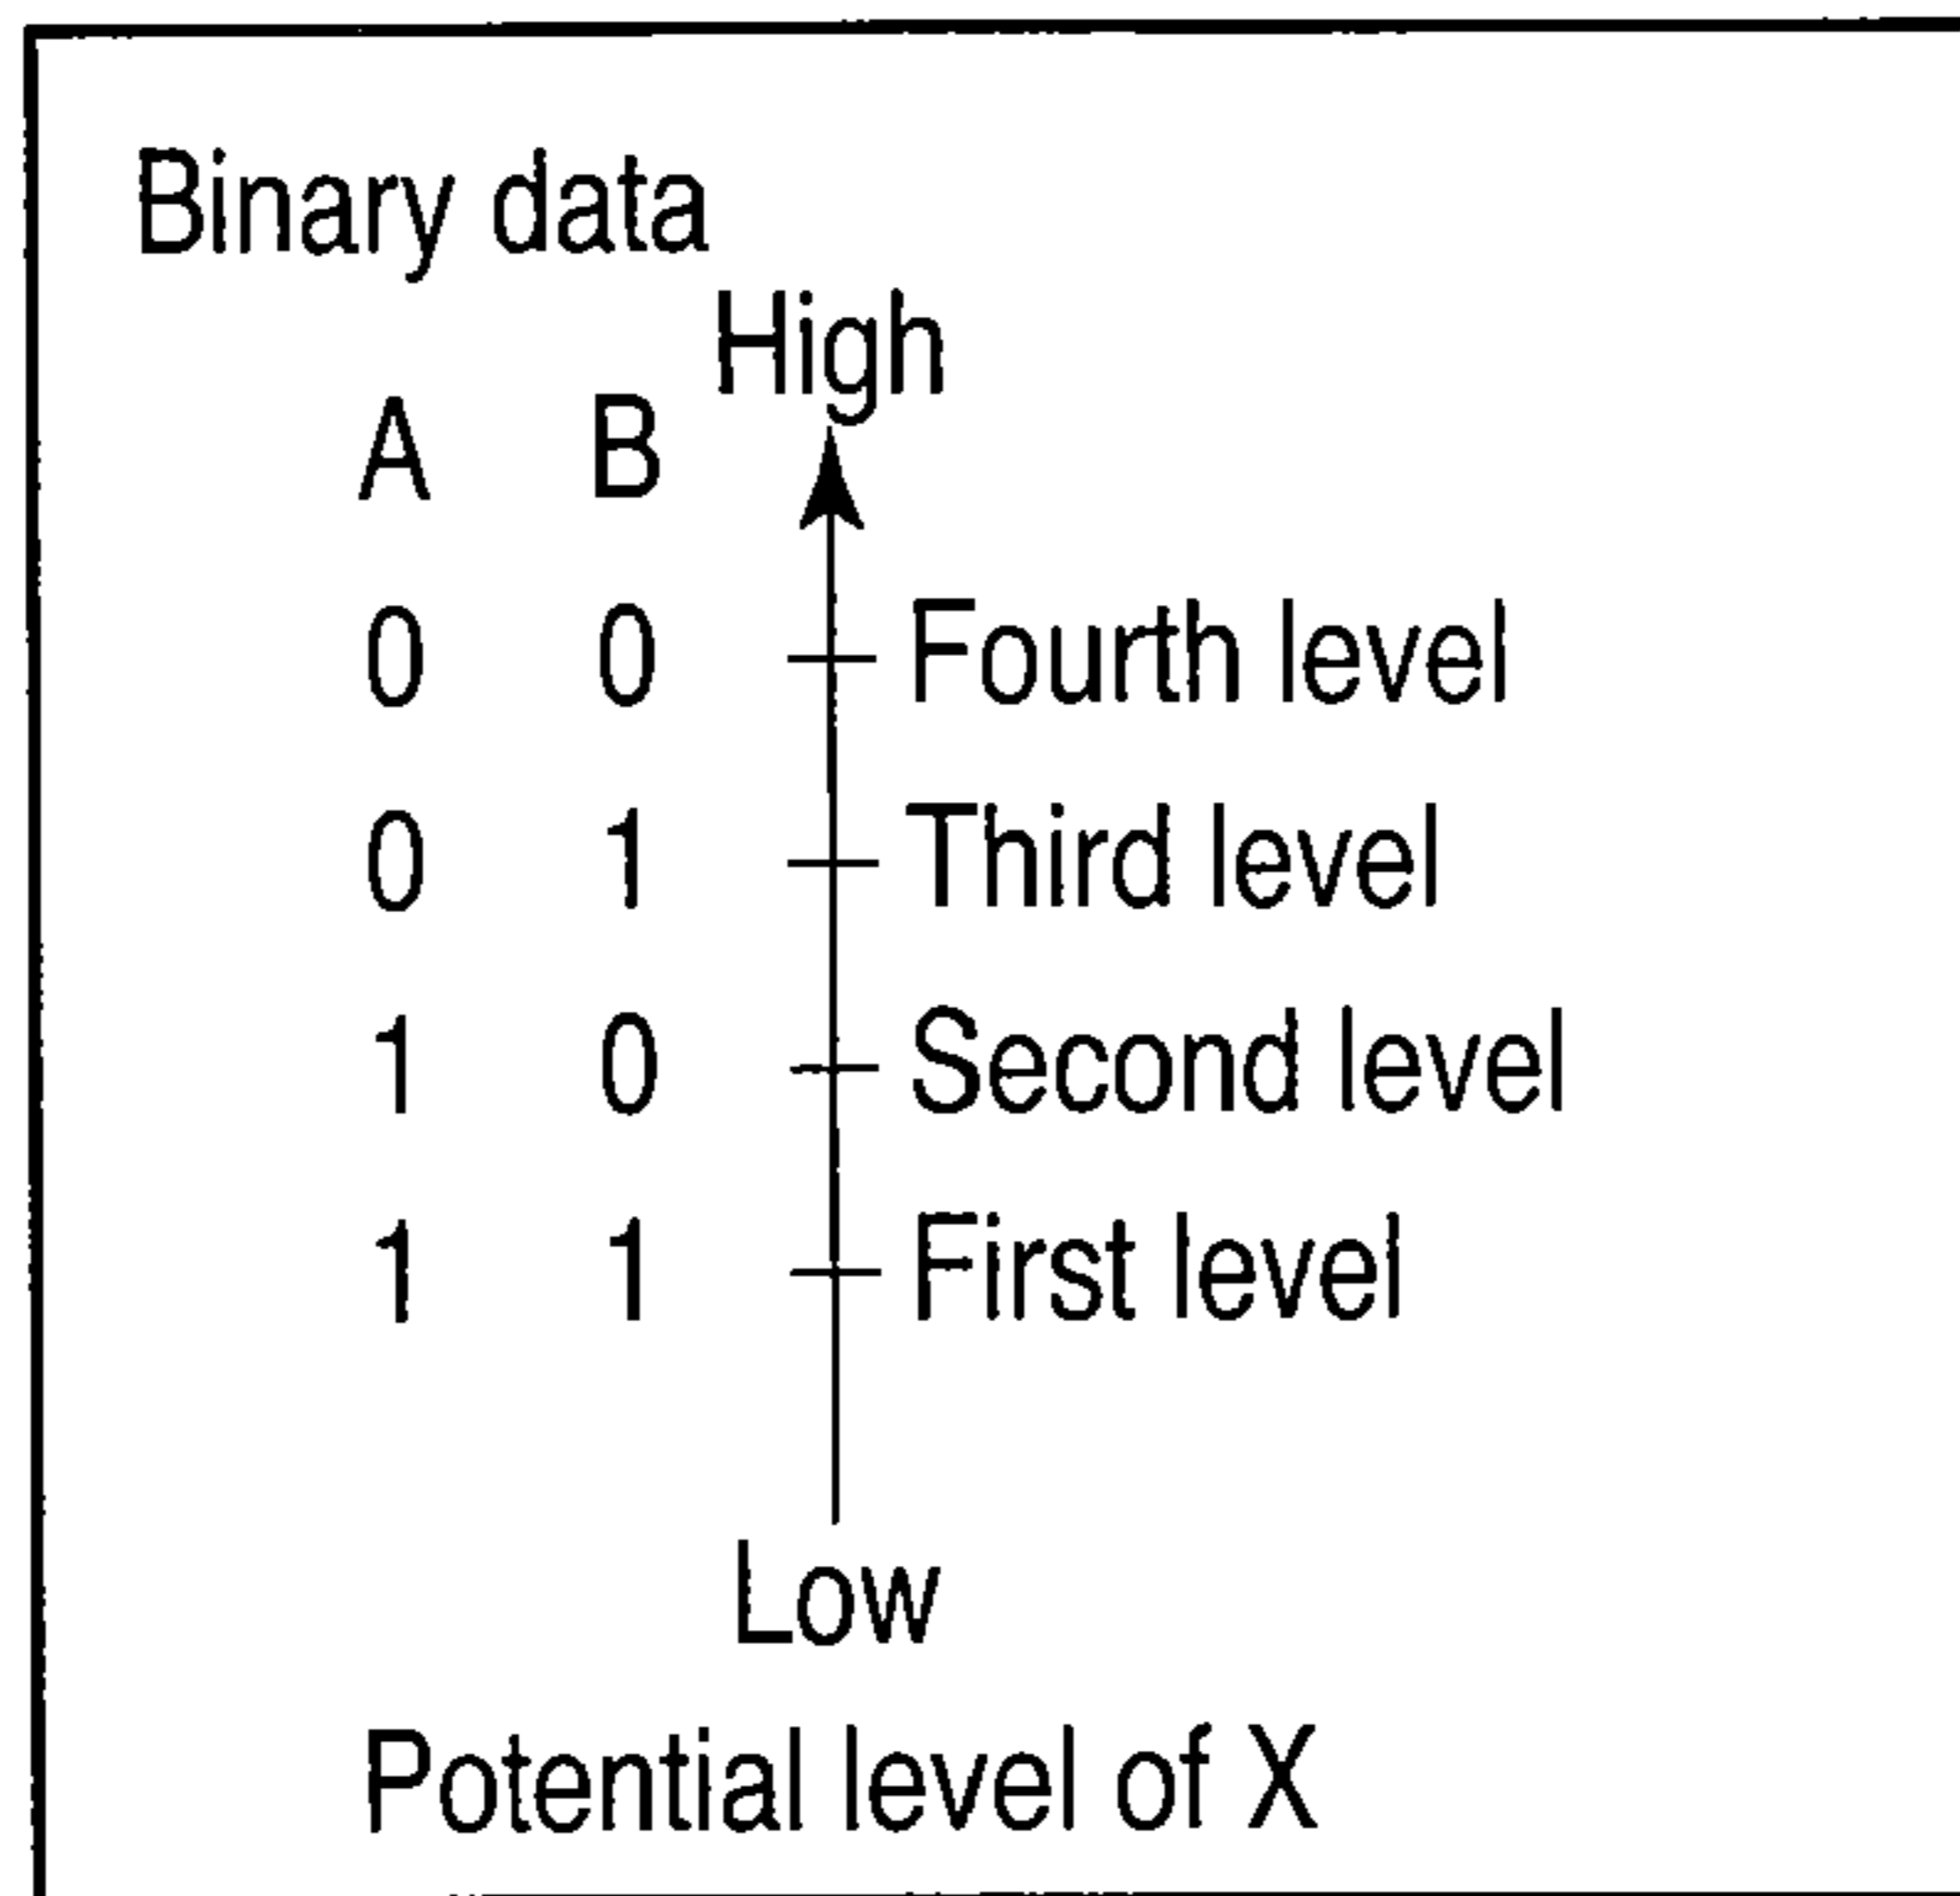 Binary data
High
A B
0 0 Fourth level
0 1 Third level
1 0 Second level
1 1 First level
Low
Potential level of X